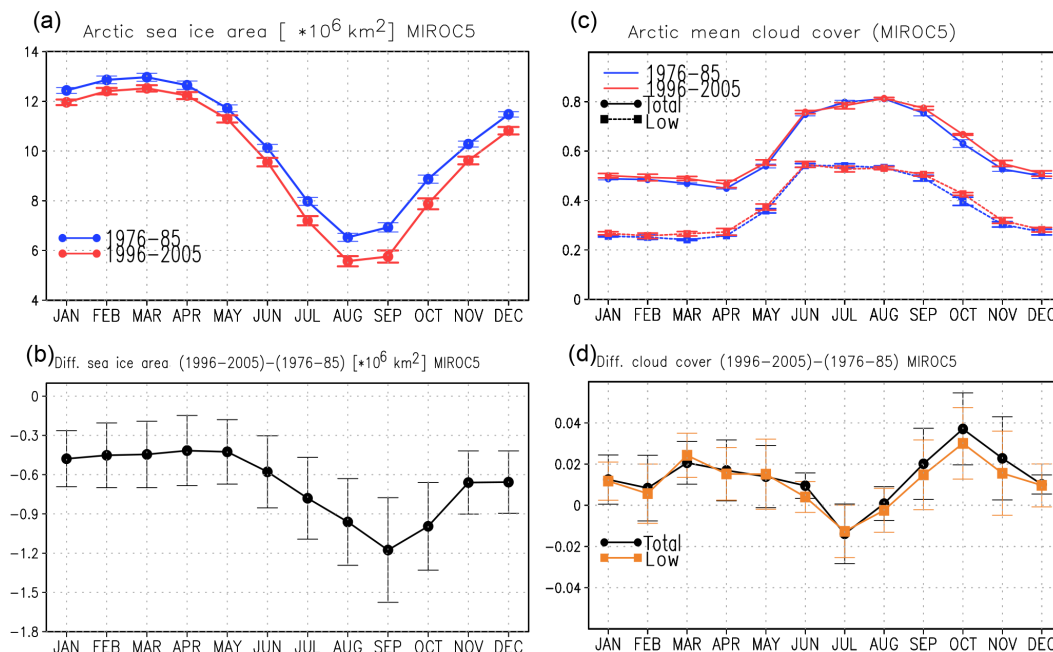 (a)
Arctic sea ice area [ *10^6 km^2] MIROC5
14
12
10
8
6
4
1976-85
1996-2005
JAN FEB MAR APR MAY JUN JUL AUG SEP OCT NOV DEC
(c)
Arctic mean cloud cover (MIROC5)
1976-85
1996-2005
Total
Low
0.8
0.6
0.4
0.2
0
JAN FEB MAR APR MAY JUN JUL AUG SEP OCT NOV DEC
(b)
Diff. sea ice area (1996-2005)-(1976-85) [*10^6 km^2] MIROC5
0
-0.3
-0.6
-0.9
-1.2
-1.5
-1.8
JAN FEB MAR APR MAY JUN JUL AUG SEP OCT NOV DEC
(d)
Diff. cloud cover (1996-2005)-(1976-85) MIROC5
0.04
0.02
0
-0.02
-0.04
Total
Low
JAN FEB MAR APR MAY JUN JUL AUG SEP OCT NOV DEC